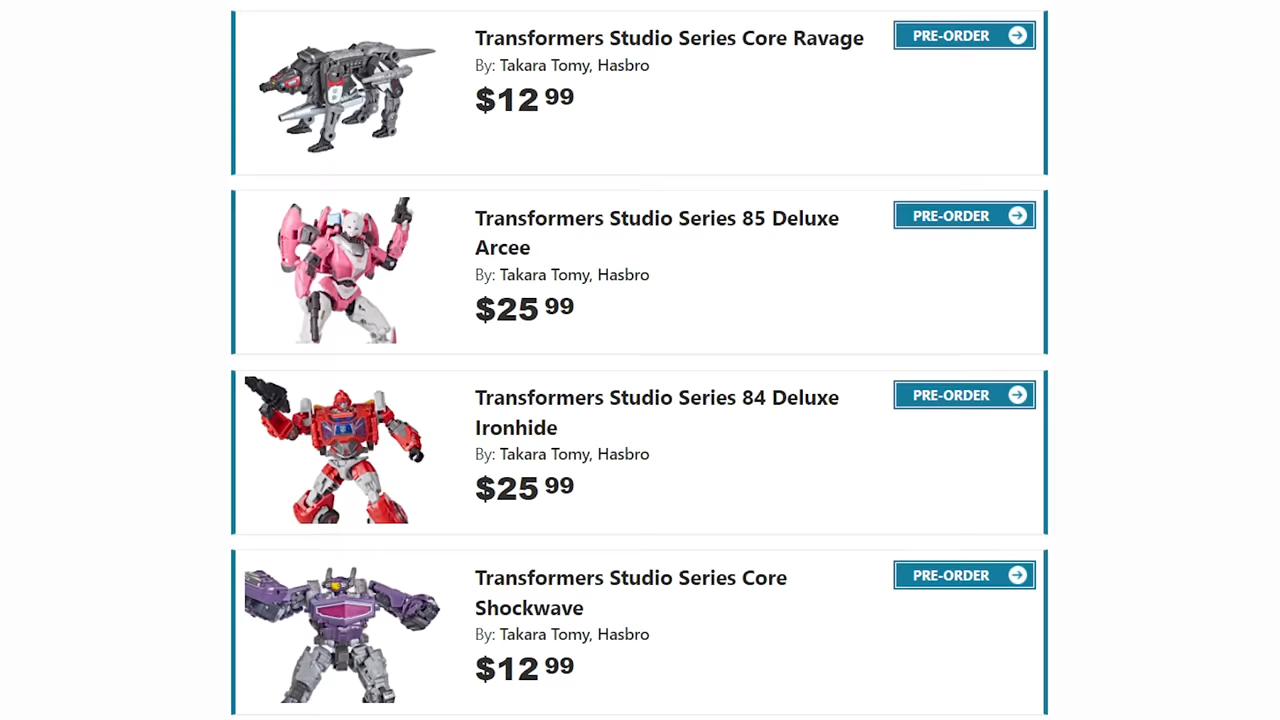 Transformers Studio Series Core Ravage
PRE-ORDER
By: Takara Tomy, Hasbro
$12 99
Transformers Studio Series 85 Deluxe
PRE-ORDER
Arcee
By: Takara Tomy, Hasbro
$25 99
Transformers Studio Series 84 Deluxe
PRE-ORDER
Ironhide
By: Takara Tomy, Hasbro
$25 99
Transformers Studio Series Core
PRE-ORDER
Shockwave
By: Takara Tomy, Hasbro
$12 99